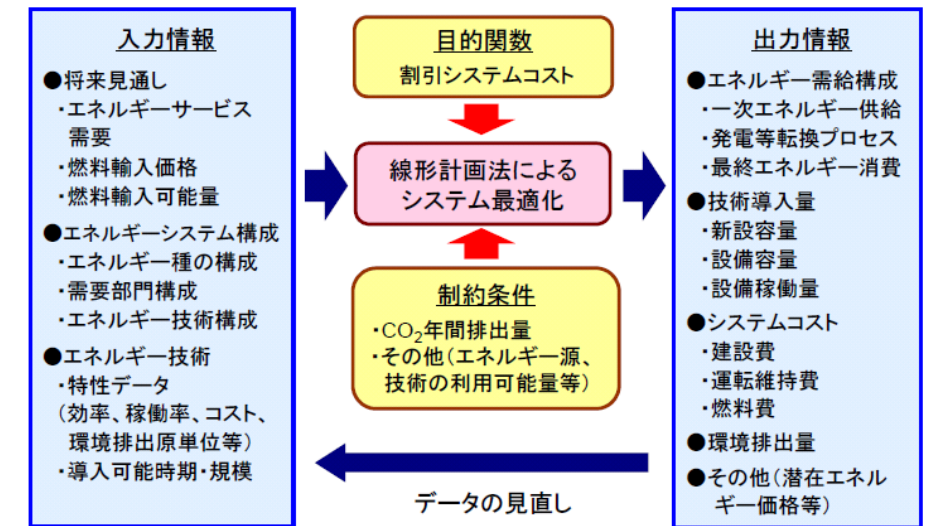 入力情報
●将来見通し
・エネルギーサービス
需要
・燃料輸入価格
・燃料輸入可能量
●エネルギーシステム構成
・エネルギー種の構成
・需要部門構成
・エネルギー技術構成
●エネルギー技術
・特性データ
(効率、稼働率、コスト、
環境排出原単位等)
・導入可能時期・規模
目的関数
割引システムコスト
線形計画法による
システム最適化
制約条件
・CO₂年間排出量
・その他(エネルギー源、
技術の利用可能量等)
データの見直し
出力情報
●エネルギー需給構成
・一次エネルギー供給
・発電等転換プロセス
・最終エネルギー消費
●技術導入量
・新設容量
・設備容量
・設備稼働量
●システムコスト
・建設費
・運転維持費
・燃料費
●環境排出量
●その他(潜在エネル
ギー価格等)